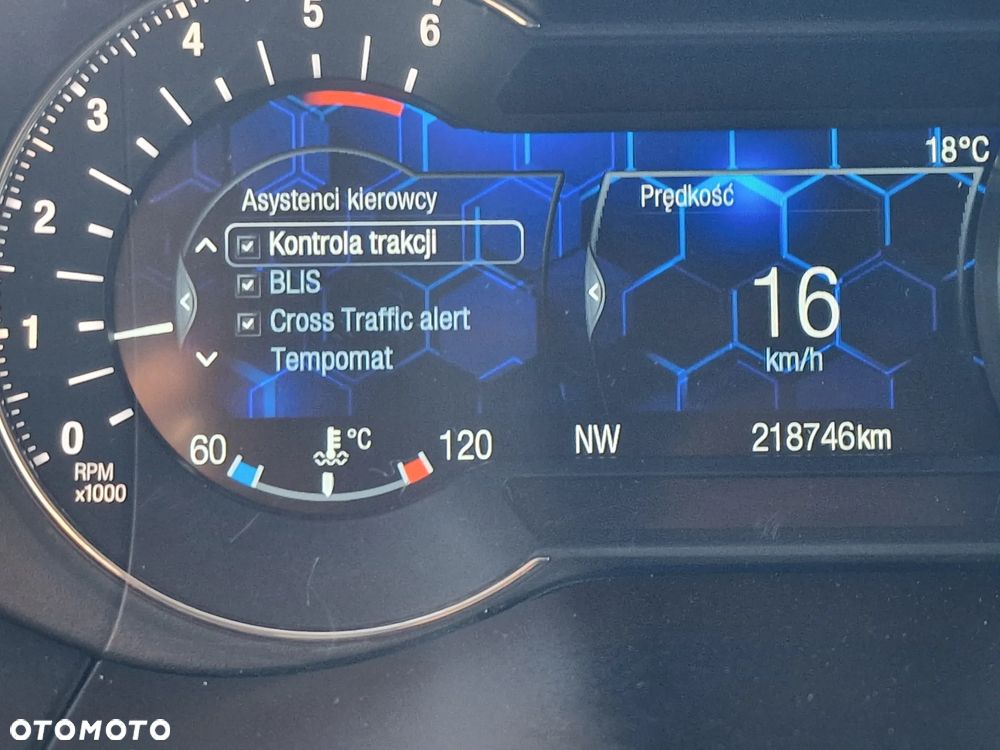 6
5
4
3
2
1
0
RPM
x1000
18°C
Asystenci kierowcy
Kontrola trakcji
BLIS
Cross Traffic alert
Tempomat
60 °C 120
Prędkość
16
km/h
NW 218746km
OTOMOTO